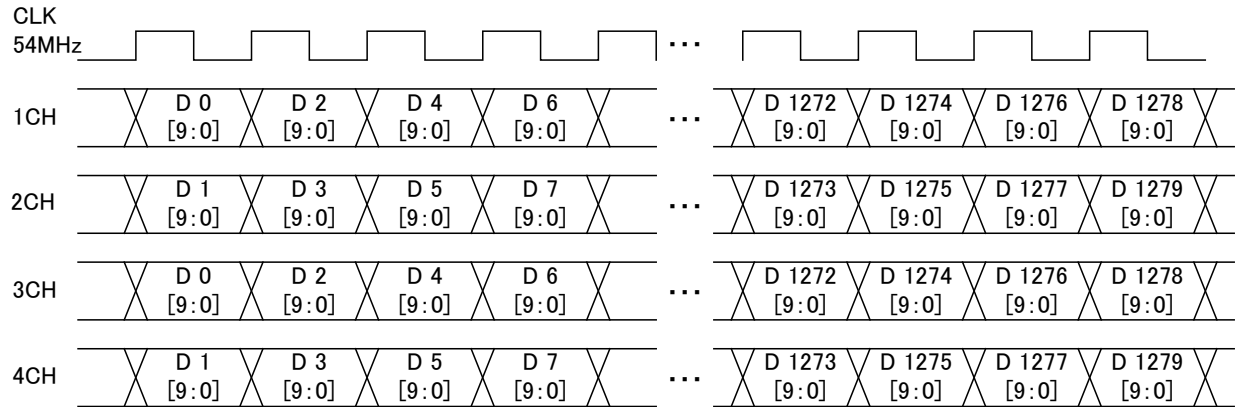 CLK
54MHz
...
1CH
D 0 D 2 D 4 D 6 ... D 1272 D 1274 D 1276 D 1278
[9:0] [9:0] [9:0] [9:0] [9:0] [9:0] [9:0] [9:0]
2CH
D 1 D 3 D 5 D 7 ... D 1273 D 1275 D 1277 D 1279
[9:0] [9:0] [9:0] [9:0] [9:0] [9:0] [9:0] [9:0]
3CH
D 0 D 2 D 4 D 6 ... D 1272 D 1274 D 1276 D 1278
[9:0] [9:0] [9:0] [9:0] [9:0] [9:0] [9:0] [9:0]
4CH
D 1 D 3 D 5 D 7 ... D 1273 D 1275 D 1277 D 1279
[9:0] [9:0] [9:0] [9:0] [9:0] [9:0] [9:0] [9:0]